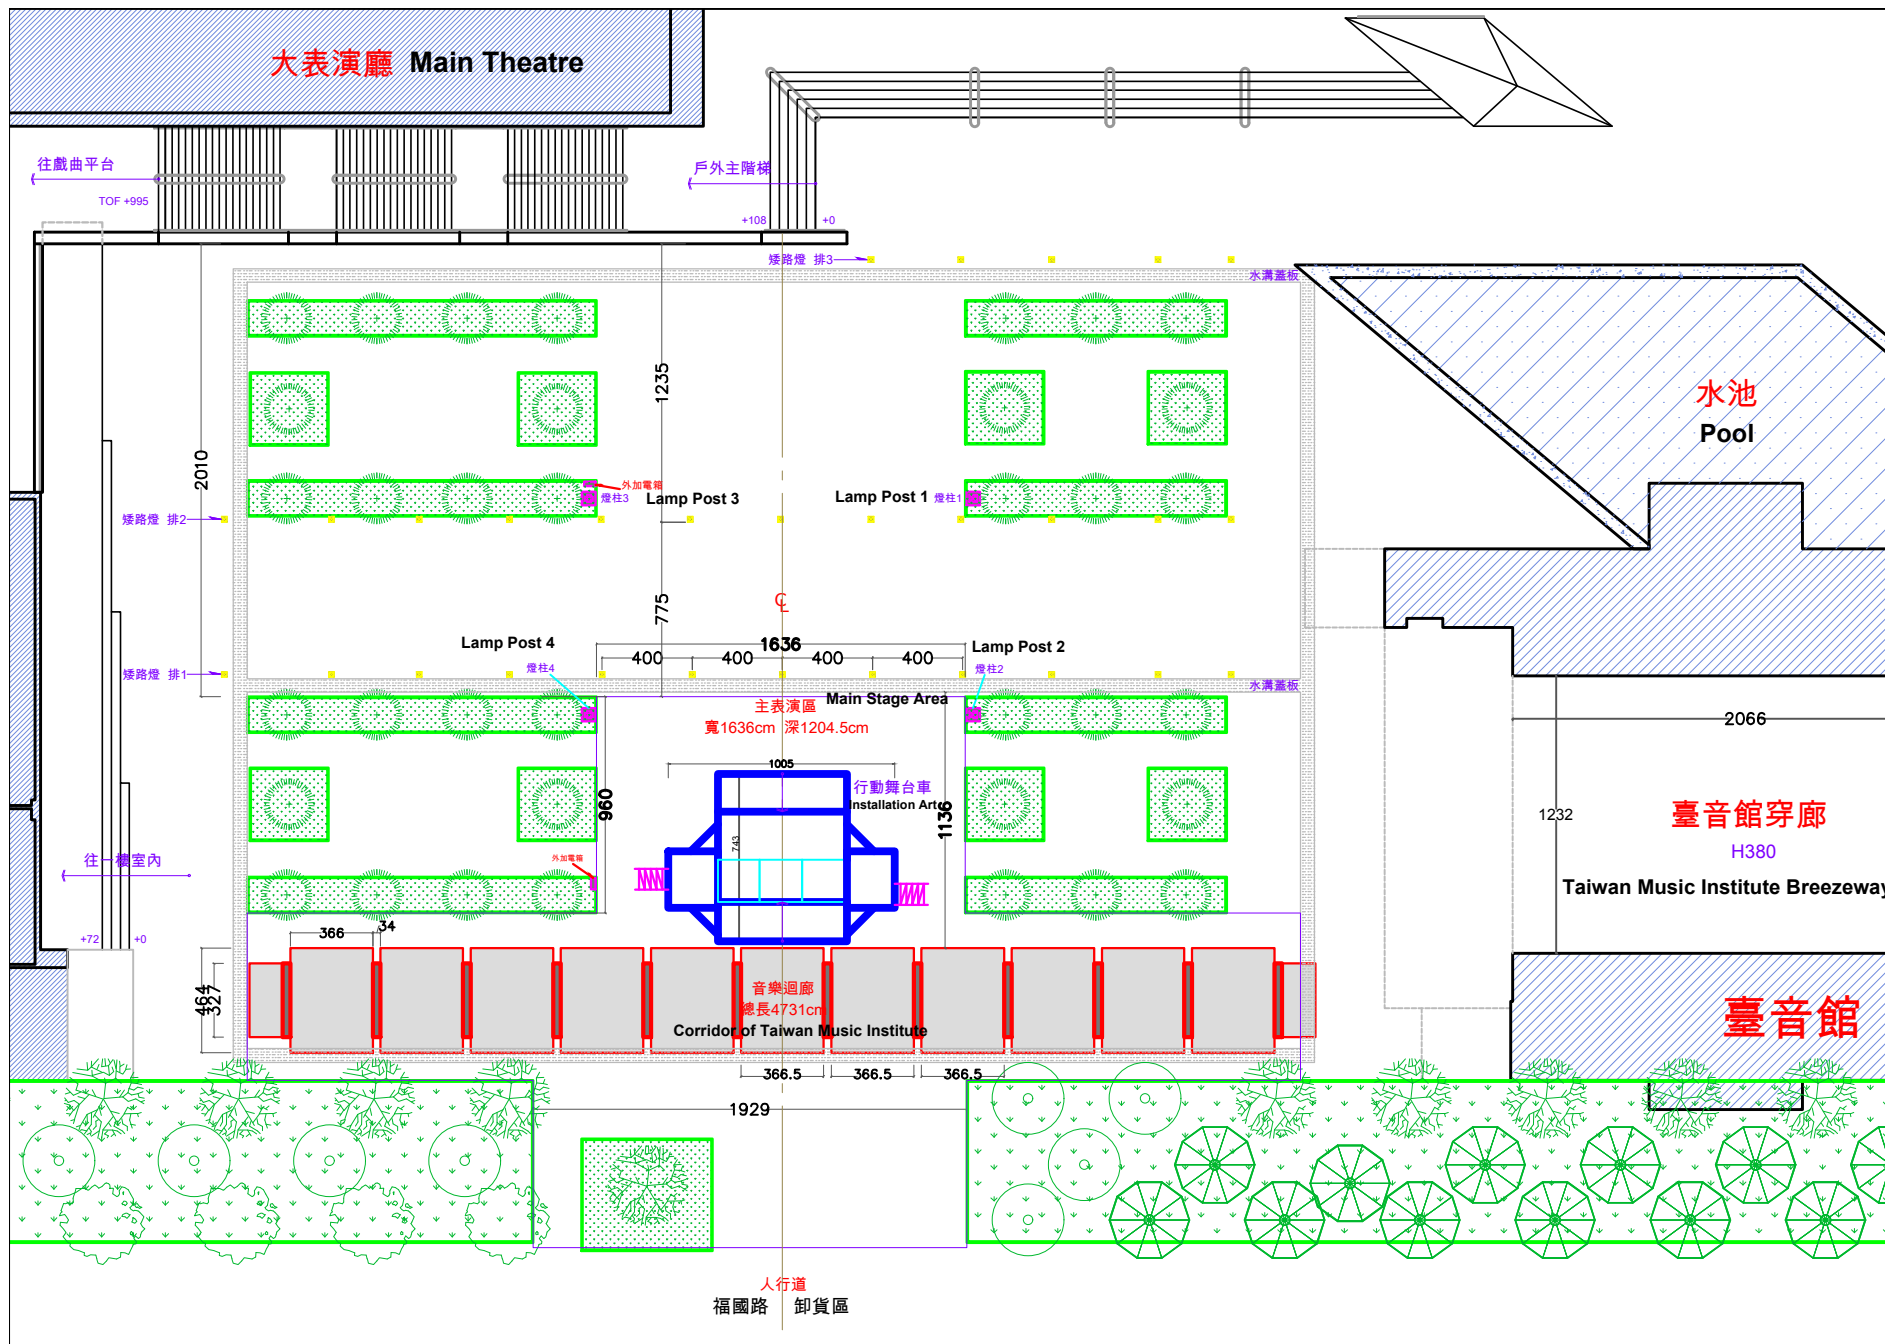 大表演廳 Main Theatre
往戲曲平台
TOF +995
戶外主階梯
+108
+0
矮路燈 排3
水溝蓋板
1235
2010
水池
Pool
外加電箱
燈柱3
Lamp Post 3
Lamp Post 1
燈柱1
矮路燈 排2
775
℄
1636
Lamp Post 4
Lamp Post 2
400
400
400
400
燈柱4
燈柱2
矮路燈 排1
水溝蓋板
主表演區
Main Stage Area
寬1636cm 深1204.5cm
2066
1005
行動舞台車
Installation Art
960
1136
743
1232
臺音館穿廊
H380
Taiwan Music Institute Breezeway
往一樓室內
外加電箱
+72
+0
366
34
464
327
音樂迴廊
總長4731cm
Corridor of Taiwan Music Institute
臺音館
366.5
366.5
366.5
1929
人行道
福國路 卸貨區